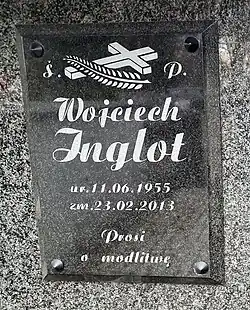 Ś. P.
Wojciech
Inglot
ur.11.06.1955
zm.23.02.2013
Prosi
o modlitwę